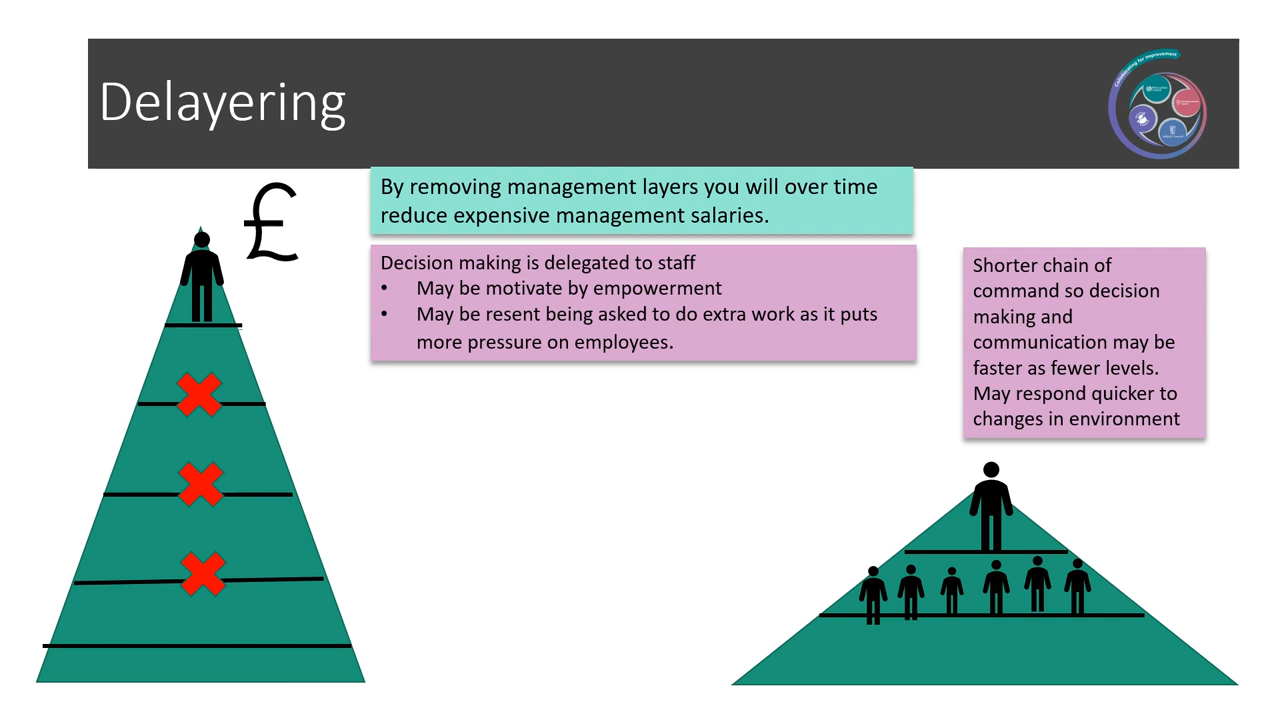 Delayering
Collaborating for Improvement
£
By removing management layers you will over time
reduce expensive management salaries.
Decision making is delegated to staff
• May be motivate by empowerment
• May be resent being asked to do extra work as it puts
more pressure on employees.
Shorter chain of
command so decision
making and
communication may be
faster as fewer levels.
May respond quicker to
changes in environment